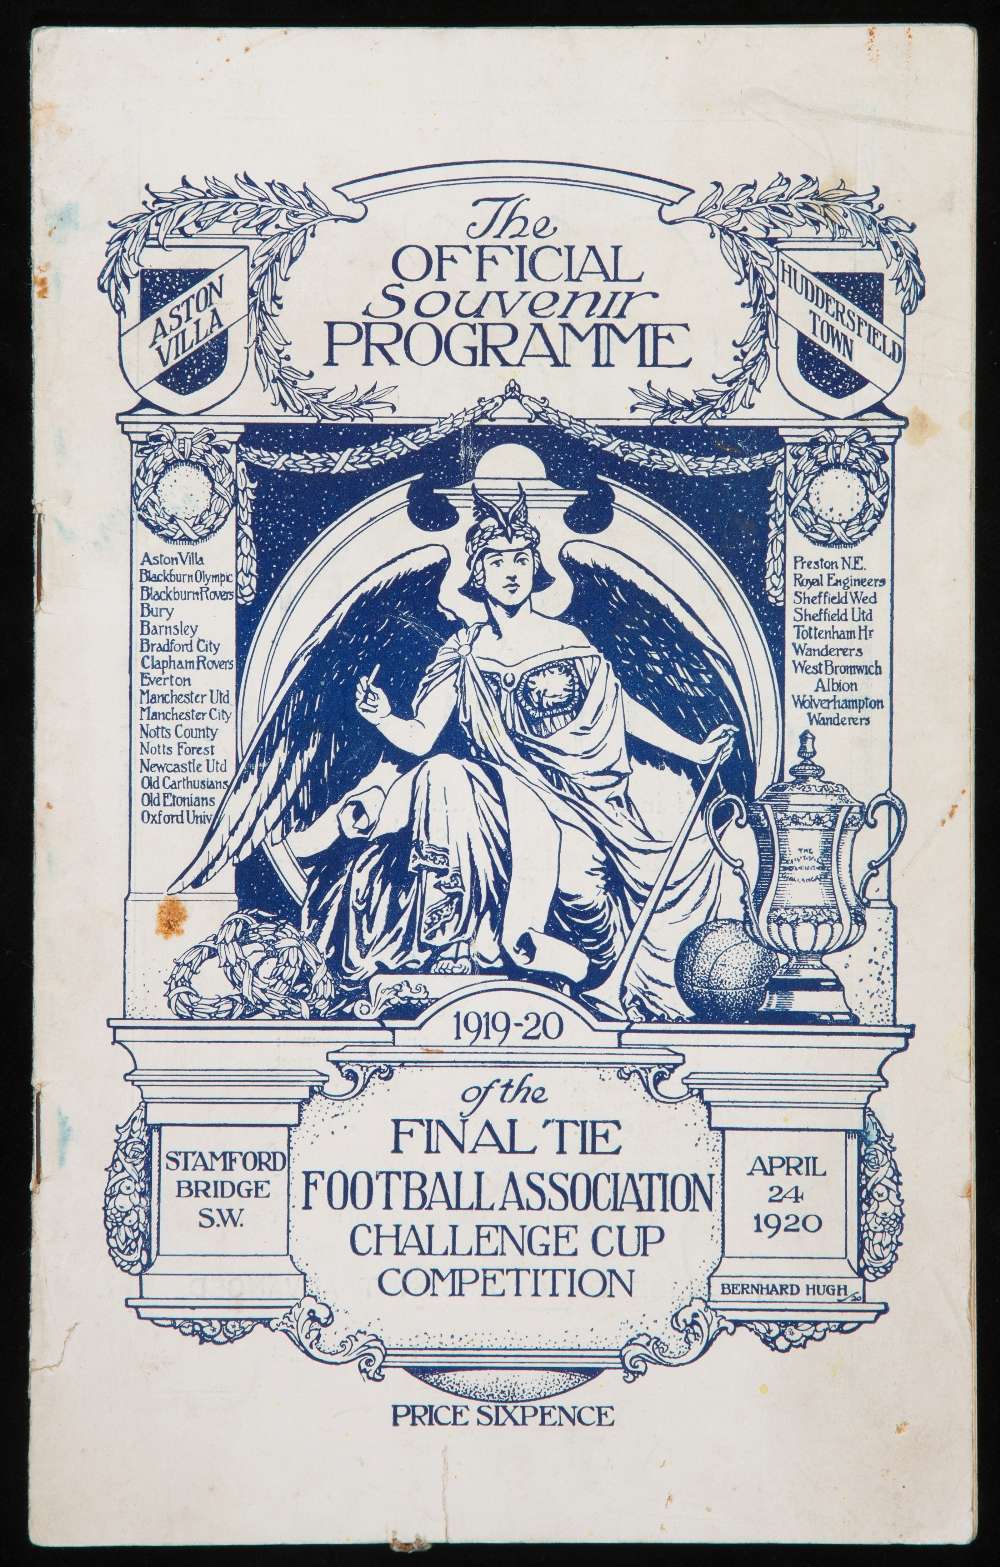 The
OFFICIAL
Souvenir
PROGRAMME
ASTON
VILLA
HUDDERSFIELD
TOWN
Aston Villa
Blackburn Olympic
Blackburn Rovers
Bury
Barnsley
Bradford City
Clapham Rovers
Everton
Manchester Utd
Manchester City
Notts County
Notts Forest
Newcastle Utd
Old Carthusians
Old Etonians
Oxford Univ
Preston N.E.
Royal Engineers
Sheffield Wed
Sheffield Utd
Tottenham Hr
Wanderers
West Bromwich
Albion
Wolverhampton
Wanderers
THE
1919-20
of the
FINAL TIE
FOOTBALL ASSOCIATION
CHALLENGE CUP
COMPETITION
STAMFORD
BRIDGE
S.W.
APRIL
24
1920
BERNHARD HUGH /20
PRICE SIXPENCE